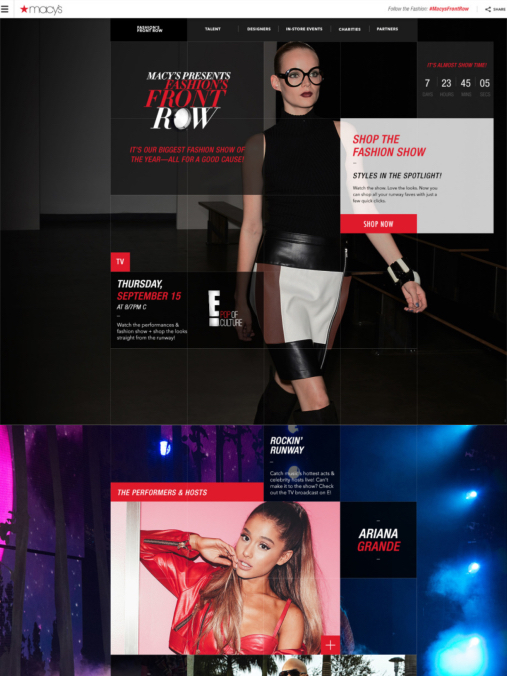 ★macy's
Follow the Fashion: #MacysFrontRow
SHARE
FASHION'S
FRONT ROW
TALENT
DESIGNERS
IN-STORE EVENTS
CHARITIES
PARTNERS
MACY'S PRESENTS
FASHION'S
FRONT
ROW
IT'S OUR BIGGEST FASHION SHOW OF
THE YEAR—ALL FOR A GOOD CAUSE!
IT'S ALMOST SHOW TIME!
7 23 45 05
DAYS HOURS MINS SECS
SHOP THE
FASHION SHOW
STYLES IN THE SPOTLIGHT!
Watch the show. Love the looks. Now you
can shop all your runway faves with just a
few quick clicks.
SHOP NOW
TV
THURSDAY,
SEPTEMBER 15
AT 8/7PM C
Watch the performances &
fashion show + shop the looks
straight from the runway!
E
POP OF
CULTURE
ROCKIN'
RUNWAY
Catch music's hottest acts &
celebrity hosts live! Can't
make it to the show? Check
out the TV broadcast on E!
THE PERFORMERS & HOSTS
ARIANA
GRANDE